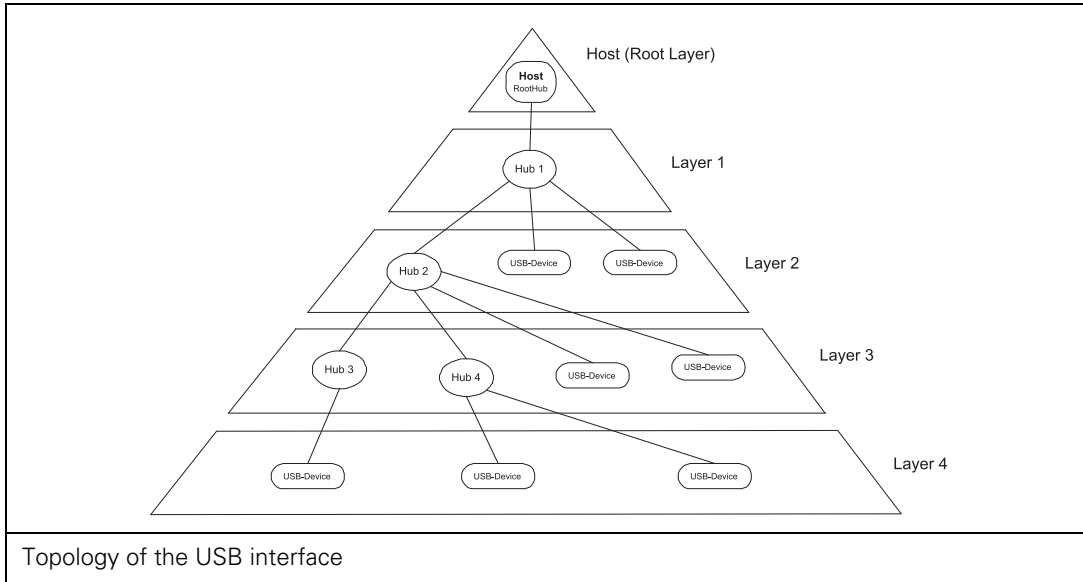 Host (Root Layer)
Host
RootHub
Layer 1
Hub 1
Layer 2
Hub 2
USB-Device
USB-Device
Layer 3
Hub 3
Hub 4
USB-Device
USB-Device
Layer 4
USB-Device
USB-Device
USB-Device
Topology of the USB interface